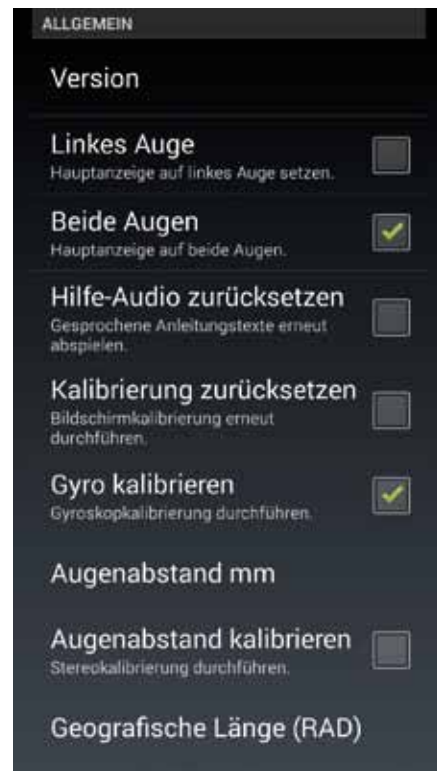 ALLGEMEIN
Version
Linkes Auge
Hauptanzeige auf linkes Auge setzen.
Beide Augen
Hauptanzeige auf beide Augen.
Hilfe-Audio zurücksetzen
Gesprochene Anleitungstexte erneut
abspielen.
Kalibrierung zurücksetzen
Bildschirmkalibrierung erneut
durchführen.
Gyro kalibrieren
Gyroskopkalibrierung durchführen.
Augenabstand mm
Augenabstand kalibrieren
Stereokalibrierung durchführen.
Geografische Länge (RAD)